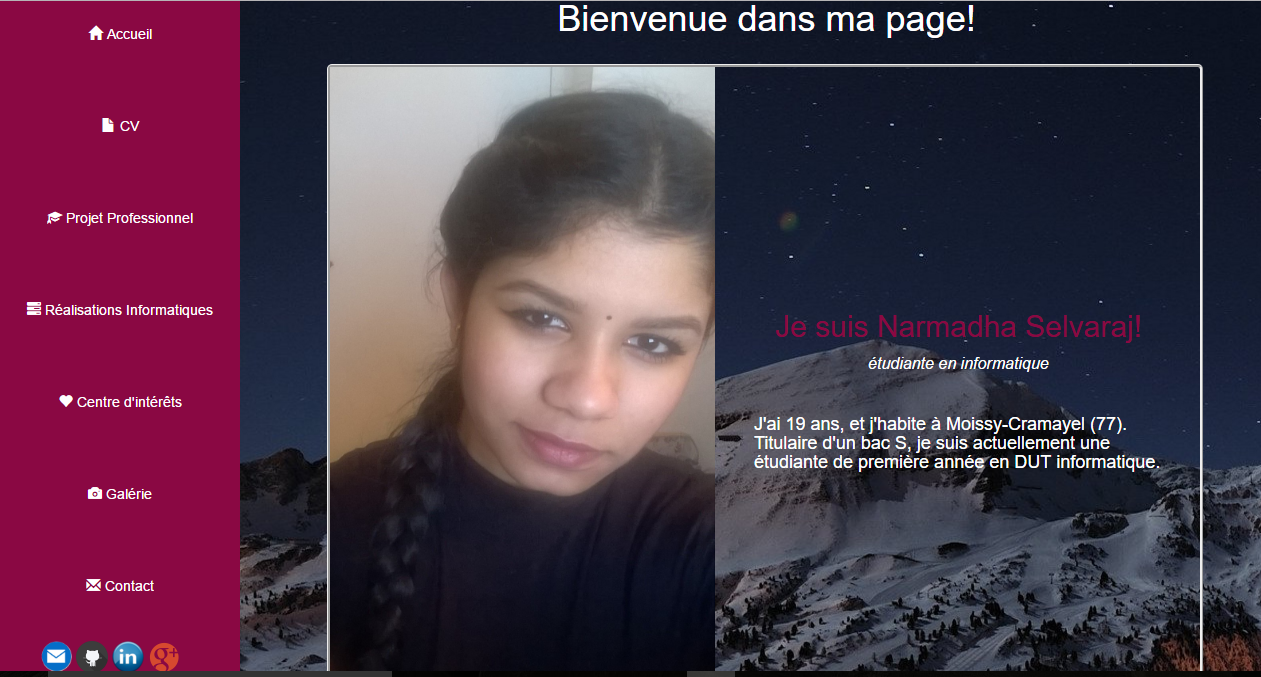 Accueil
CV
Projet Professionnel
Réalisations Informatiques
Centre d'intérêts
Galérie
Contact
in
g+
Bienvenue dans ma page!
Je suis Narmadha Selvaraj!
étudiante en informatique
J'ai 19 ans, et j'habite à Moissy-Cramayel (77).
Titulaire d'un bac S, je suis actuellement une
étudiante de première année en DUT informatique.